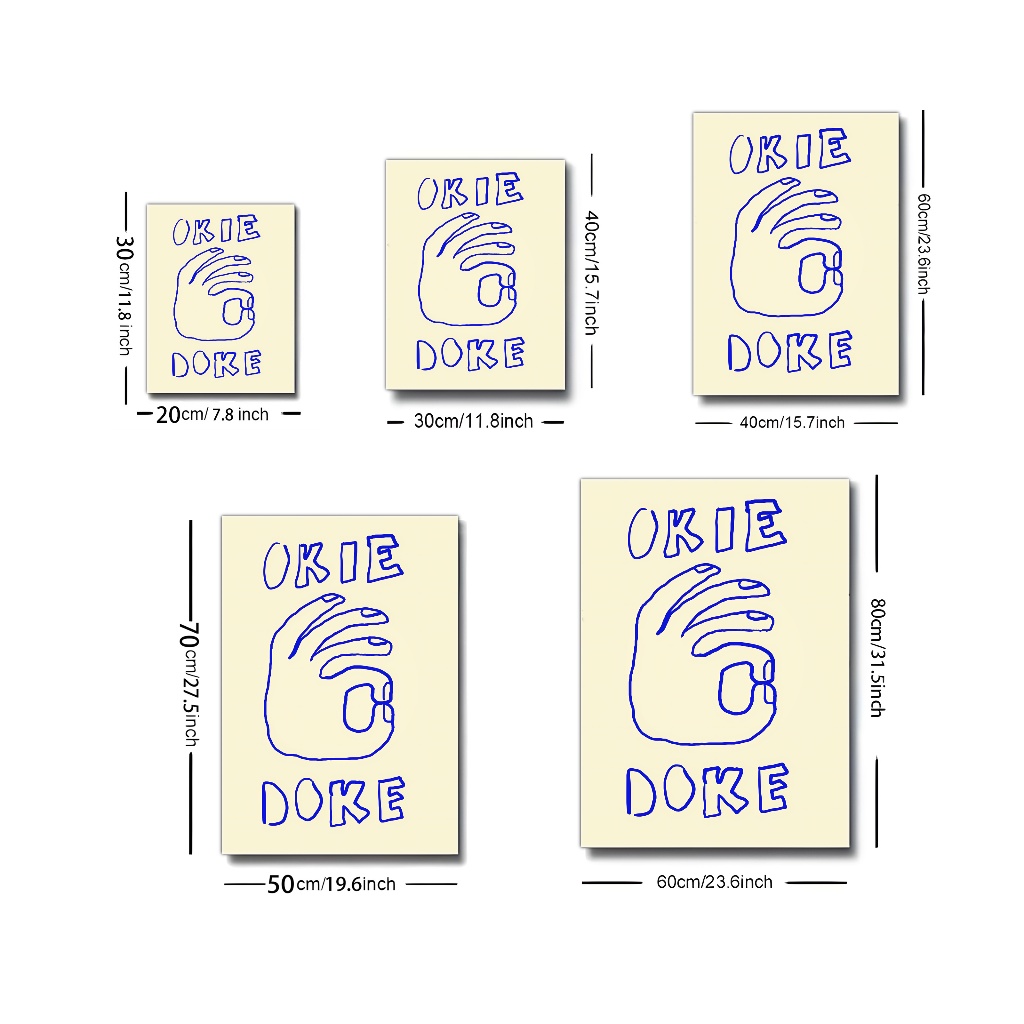 OKIE
DOKE
30cm/11.8 inch
20cm/ 7.8 inch
OKIE
DOKE
40cm/15.7inch
30cm/11.8inch
OKIE
DOKE
60cm/23.6inch
40cm/15.7inch
OKIE
DOKE
70cm/27.5inch
50cm/19.6inch
OKIE
DOKE
80cm/31.5inch
60cm/23.6inch